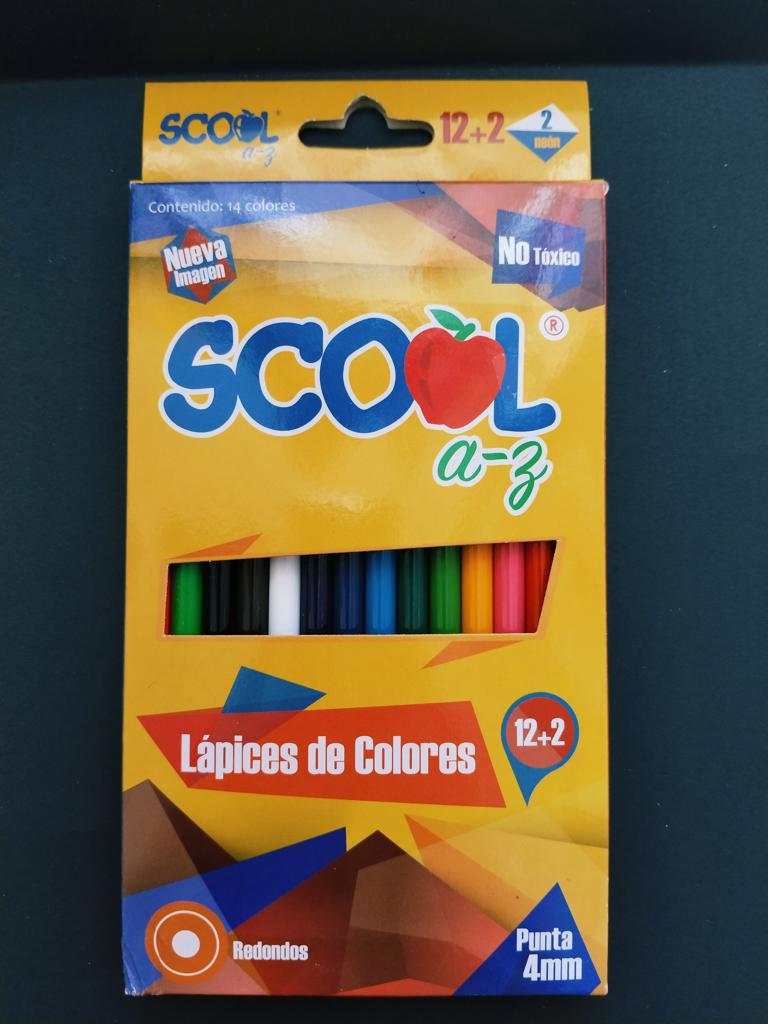 SCOOL
a-z
12+2
2
neón
Contenido: 14 colores
Nueva
Imagen
No Tóxico
SCOOL ®
a-z
Lápices de Colores
12+2
Redondos
Punta
4mm